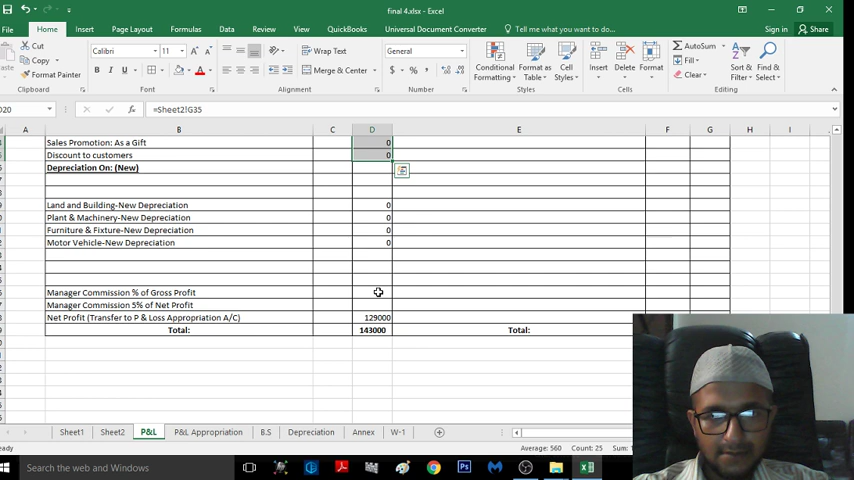 final 4.xlsx - Excel
File Home Insert Page Layout Formulas Data Review View QuickBooks Universal Document Converter Tell me what you want to do... Sign in Share
Cut
Copy
Format Painter
Calibri 11
Wrap Text
Merge & Center
General
Conditional Formatting
Format as Table
Cell Styles
Insert
Delete
Format
AutoSum
Fill
Clear
Sort & Filter
Find & Select
Clipboard Font Alignment Number Styles Cells Editing
D20 =Sheet2!G35
A B C D E F G H I
Sales Promotion: As a Gift 0
Discount to customers 0
Depreciation On: (New)
Land and Building-New Depreciation 0
Plant & Machinery-New Depreciation 0
Furniture & Fixture-New Depreciation 0
Motor Vehicle-New Depreciation 0
Manager Commission % of Gross Profit
Manager Commission 5% of Net Profit
Net Profit (Transfer to P & Loss Appropriation A/C) 129000
Total: 143000 Total:
Sheet1 Sheet2 P&L P&L Appropriation B.S Depreciation Annex W-1
Average: 560 Count: 25
Search the web and Windows